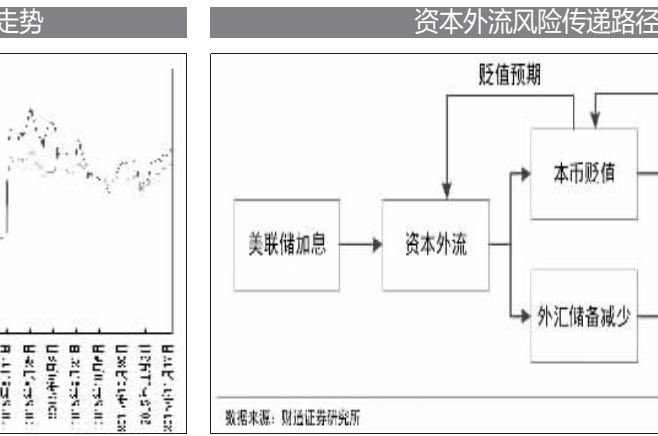 走势
资本外流风险传递路径
贬值预期
本币贬值
美联储加息
资本外流
外汇储备减少
数据来源：财通证券研究所